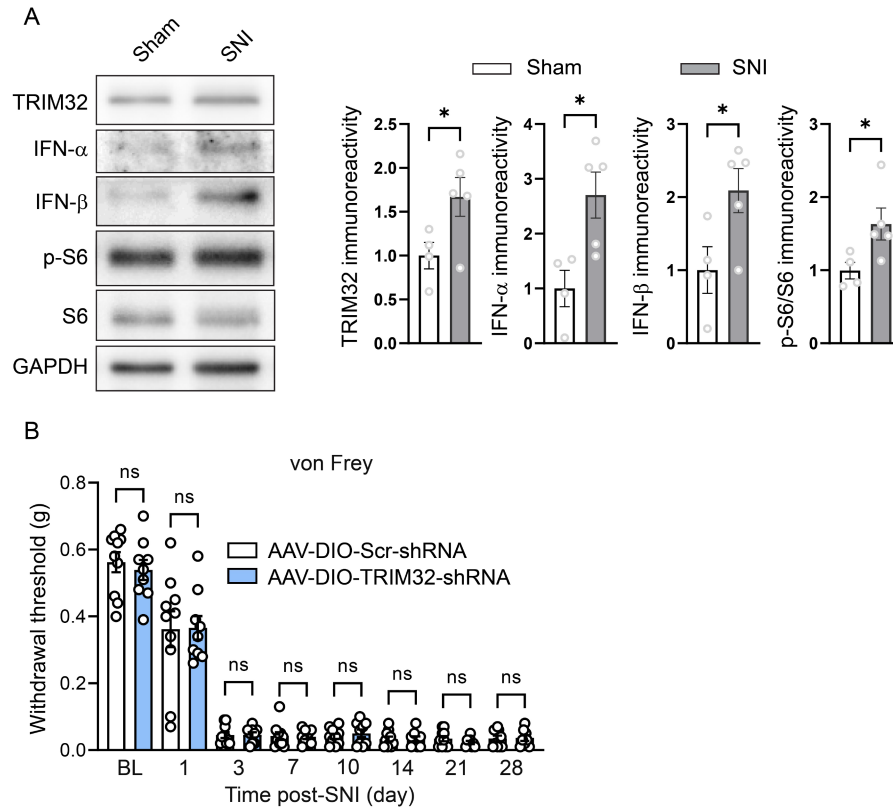 A
Sham
SNI
TRIM32
IFN-α
IFN-β
p-S6
S6
GAPDH
Sham
SNI
TRIM32 immunoreactivity
2.5
2.0
1.5
1.0
0.5
0.0
*
IFN-α immunoreactivity
4
3
2
1
0
*
IFN-β immunoreactivity
3
2
1
0
*
p-S6/S6 immunoreactivity
3
2
1
0
*
B
von Frey
AAV-DIO-Scr-shRNA
AAV-DIO-TRIM32-shRNA
Withdrawal threshold (g)
0.8
0.6
0.4
0.2
0.0
ns
ns
ns
ns
ns
ns
ns
ns
BL
1
3
7
10
14
21
28
Time post-SNI (day)